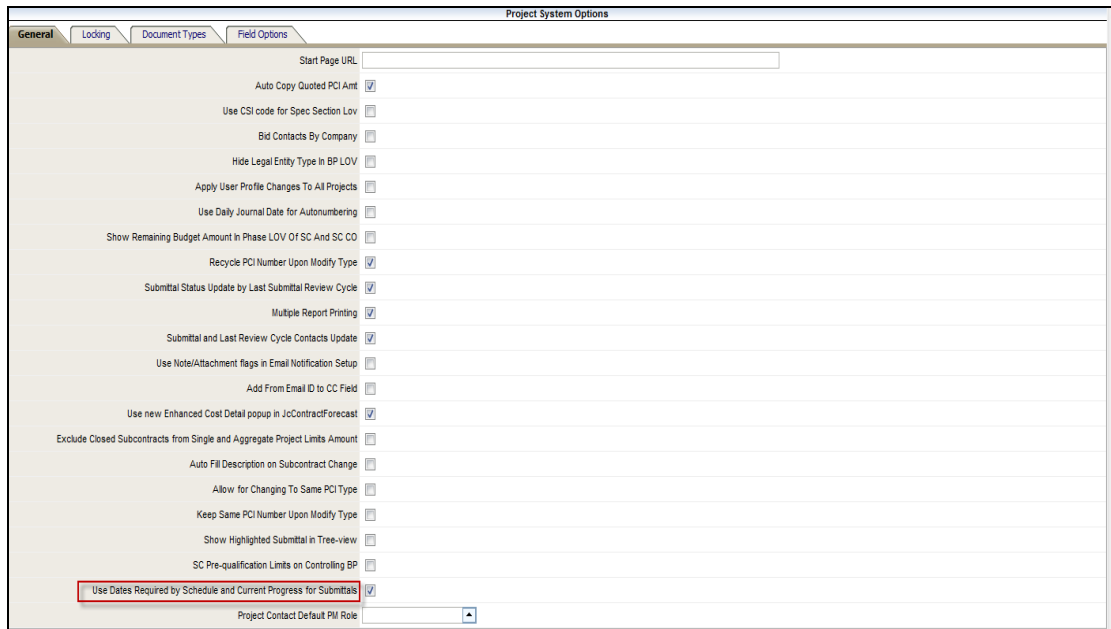 Project System Options
General Locking Document Types Field Options
Start Page URL
Auto Copy Quoted PCI Amt
Use CSI code for Spec Section Lov
Bid Contacts By Company
Hide Legal Entity Type In BP LOV
Apply User Profile Changes To All Projects
Use Daily Journal Date for Autonumbering
Show Remaining Budget Amount In Phase LOV Of SC And SC CO
Recycle PCI Number Upon Modify Type
Submittal Status Update by Last Submittal Review Cycle
Multiple Report Printing
Submittal and Last Review Cycle Contacts Update
Use Note/Attachment flags in Email Notification Setup
Add From Email ID to CC Field
Use new Enhanced Cost Detail popup in JcContractForecast
Exclude Closed Subcontracts from Single and Aggregate Project Limits Amount
Auto Fill Description on Subcontract Change
Allow for Changing To Same PCI Type
Keep Same PCI Number Upon Modify Type
Show Highlighted Submittal in Tree-view
SC Pre-qualification Limits on Controlling BP
Use Dates Required by Schedule and Current Progress for Submittals
Project Contact Default PM Role